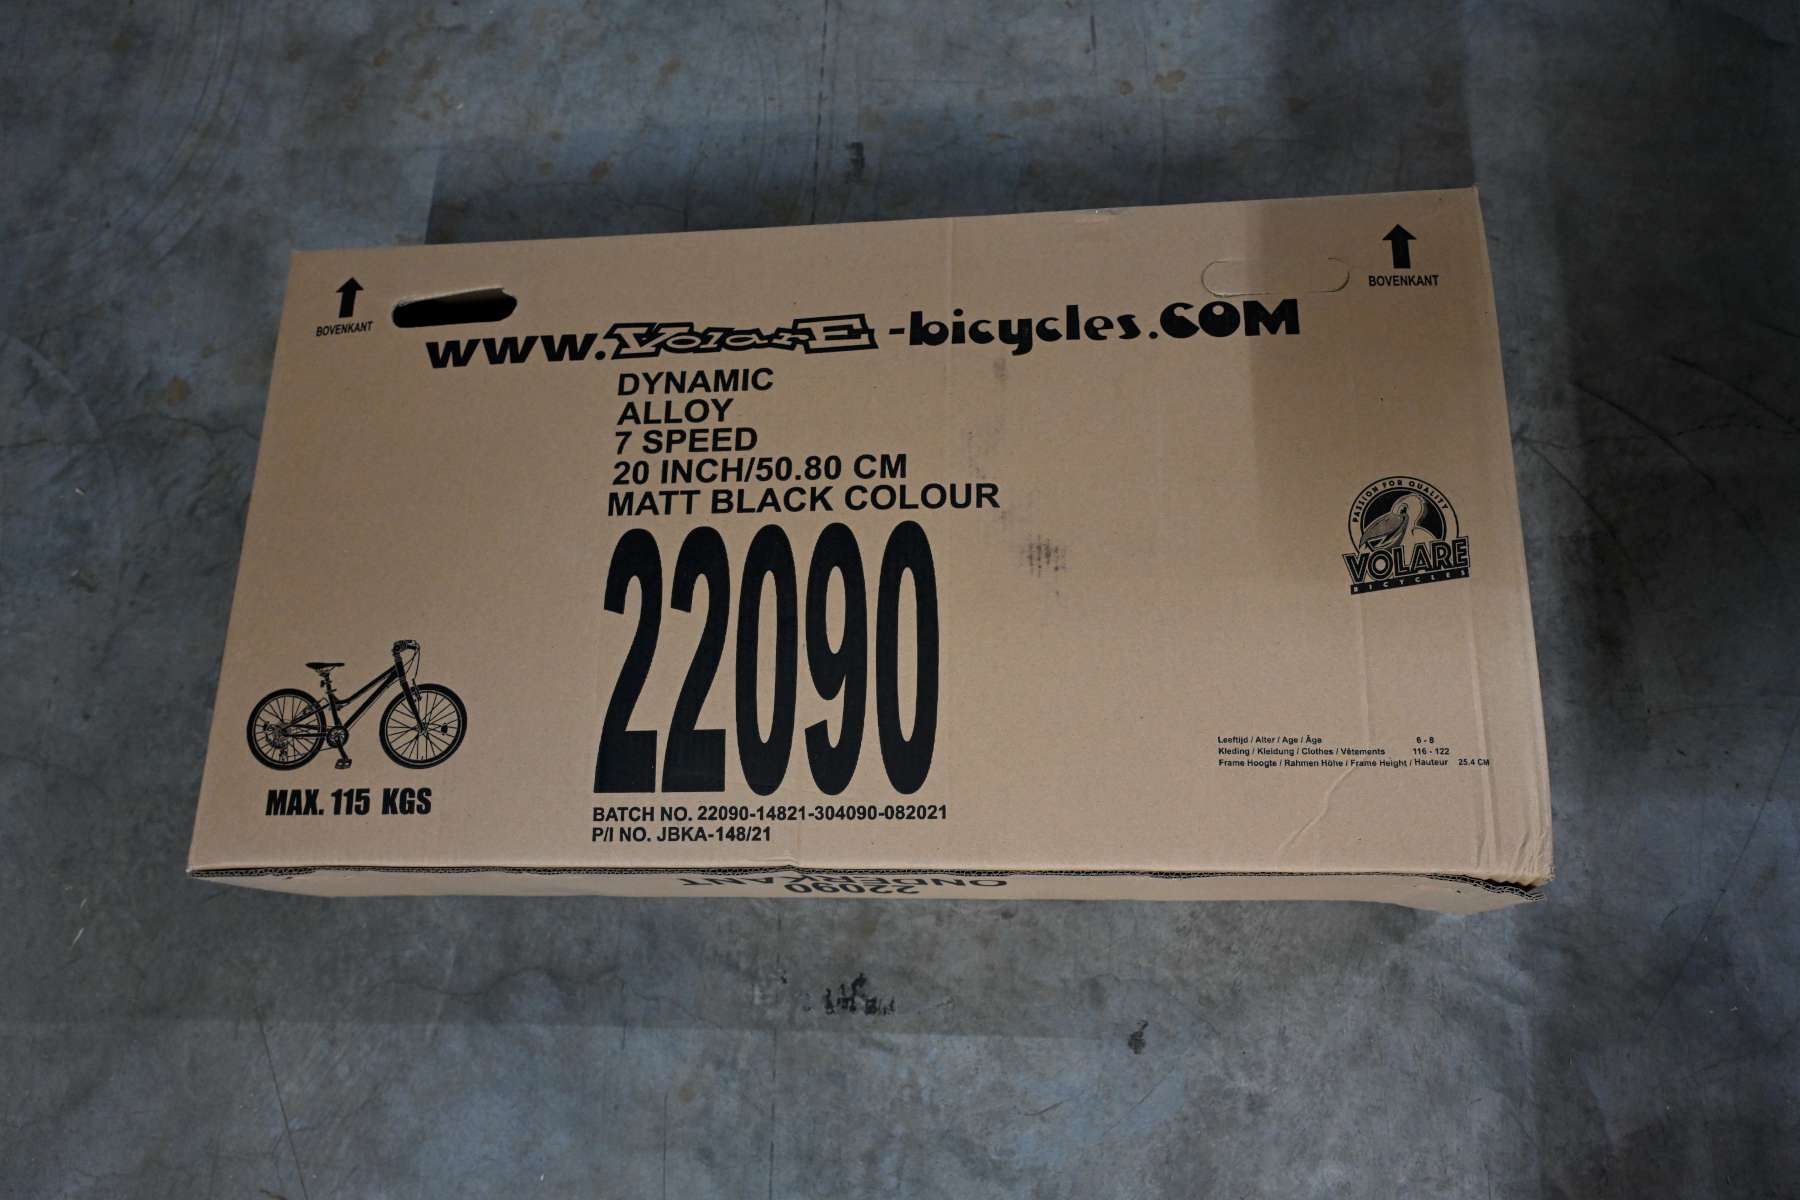 BOVENKANT
BOVENKANT
www.VolarE-bicycles.COM
DYNAMIC
ALLOY
7 SPEED
20 INCH/50.80 CM
MATT BLACK COLOUR
22090
PASSION FOR QUALITY
VOLARE
BICYCLES
Leeftijd / Alter / Age / Âge 6 - 8
Kleding / Kleidung / Clothes / Vêtements 116 - 122
Frame Hoogte / Rahmen Höhe / Frame Height / Hauteur 25.4 CM
MAX. 115 KGS
BATCH NO. 22090-14821-304090-082021
P/I NO. JBKA-148/21
22090
ONDERKANT